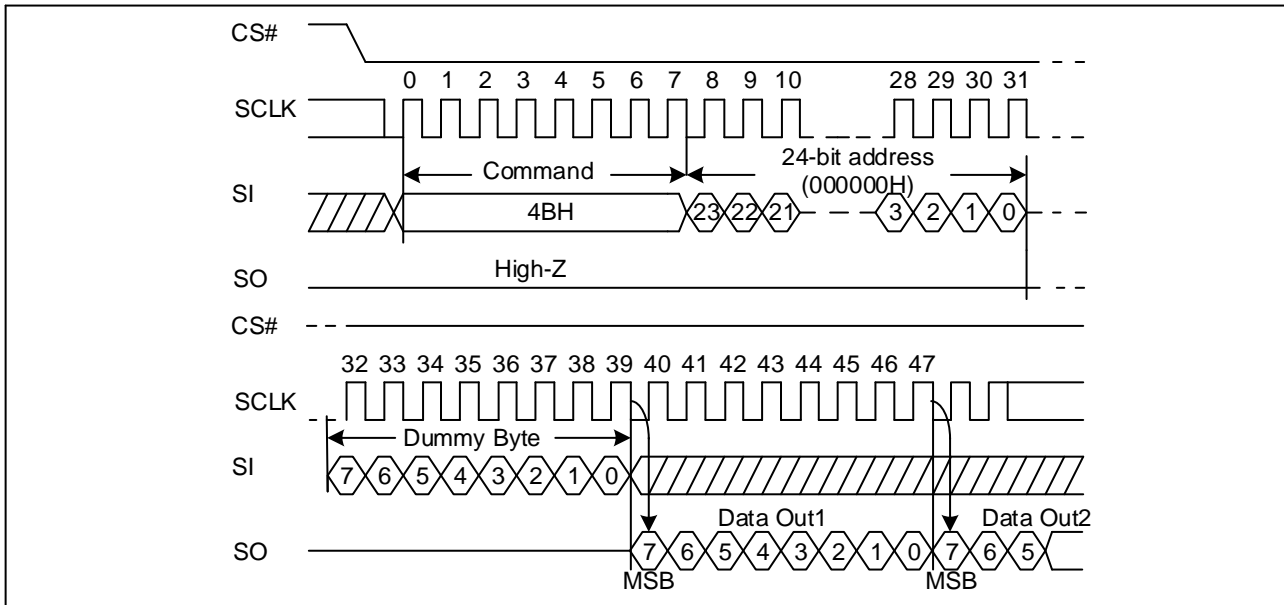 CS#
0 1 2 3 4 5 6 7 8 9 10 28 29 30 31
SCLK
Command
24-bit address
(000000H)
SI
4BH
23 22 21 3 2 1 0
High-Z
SO
CS#
32 33 34 35 36 37 38 39 40 41 42 43 44 45 46 47
SCLK
Dummy Byte
SI
7 6 5 4 3 2 1 0
Data Out1
Data Out2
SO
7 6 5 4 3 2 1 0 7 6 5
MSB
MSB